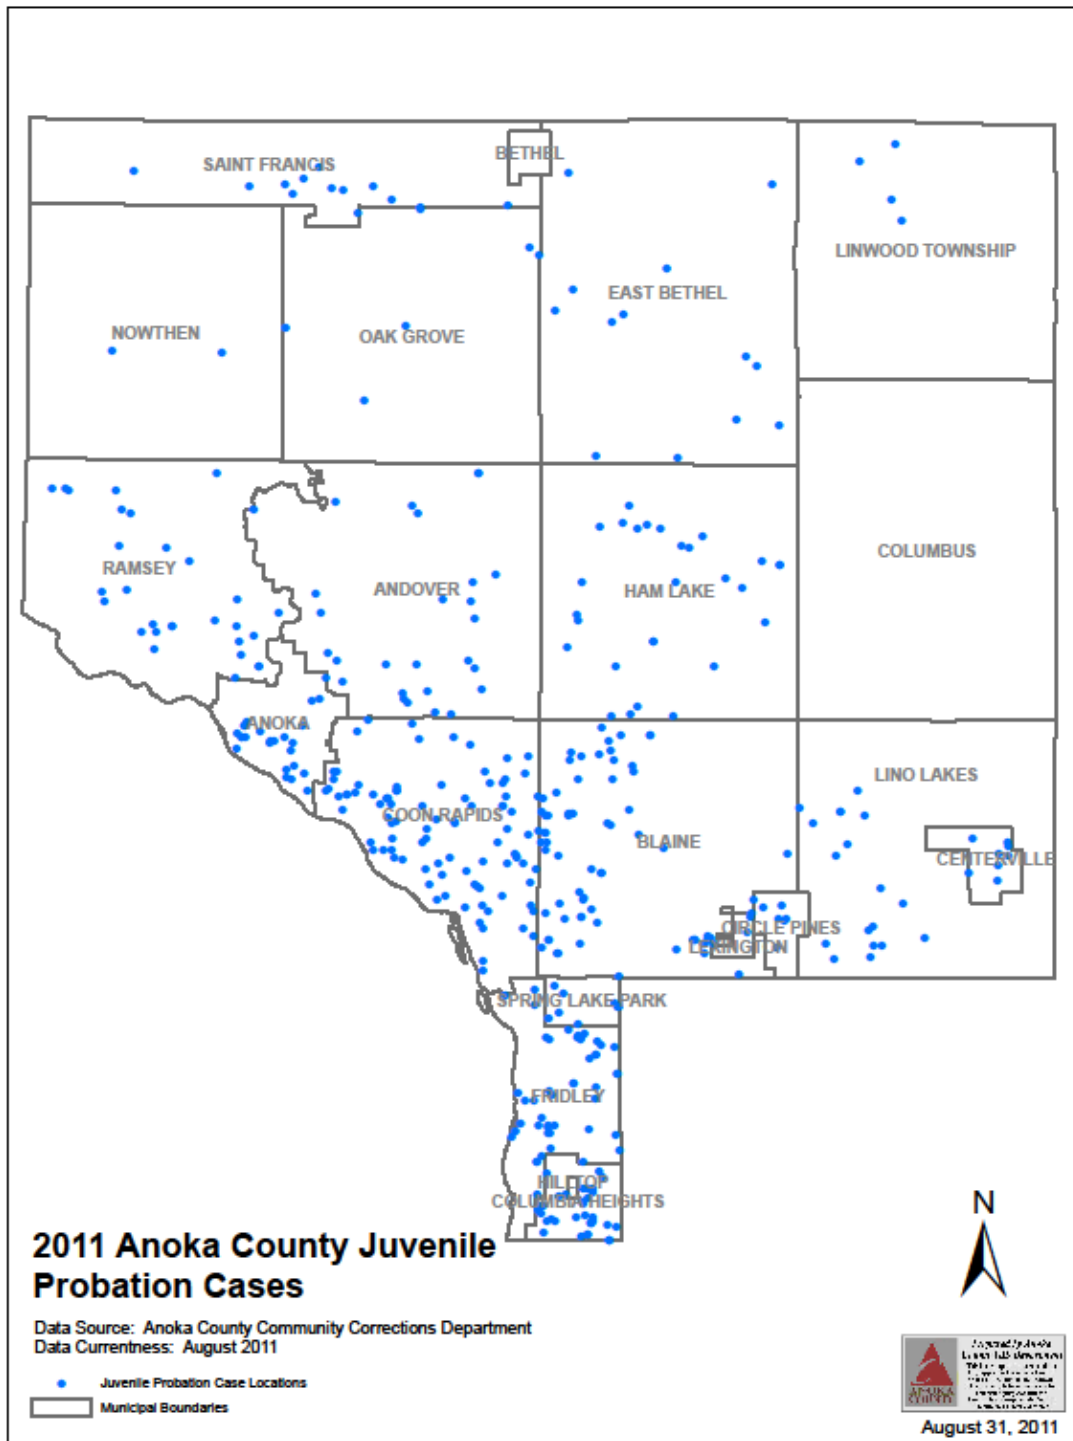 SAINT FRANCIS
BETHEL
LINWOOD TOWNSHIP
EAST BETHEL
NOWTHEN
OAK GROVE
COLUMBUS
RAMSEY
ANDOVER
HAM LAKE
ANOKA
LINO LAKES
COON RAPIDS
BLAINE
CENTERVILLE
CIRCLE PINES
LEXINGTON
SPRING LAKE PARK
FRIDLEY
HILLTOP
COLUMBIA HEIGHTS
N
2011 Anoka County Juvenile
Probation Cases
Data Source: Anoka County Community Corrections Department
Data Currentness: August 2011
Juvenile Probation Case Locations
Municipal Boundaries
ANOKA
COUNTY
August 31, 2011